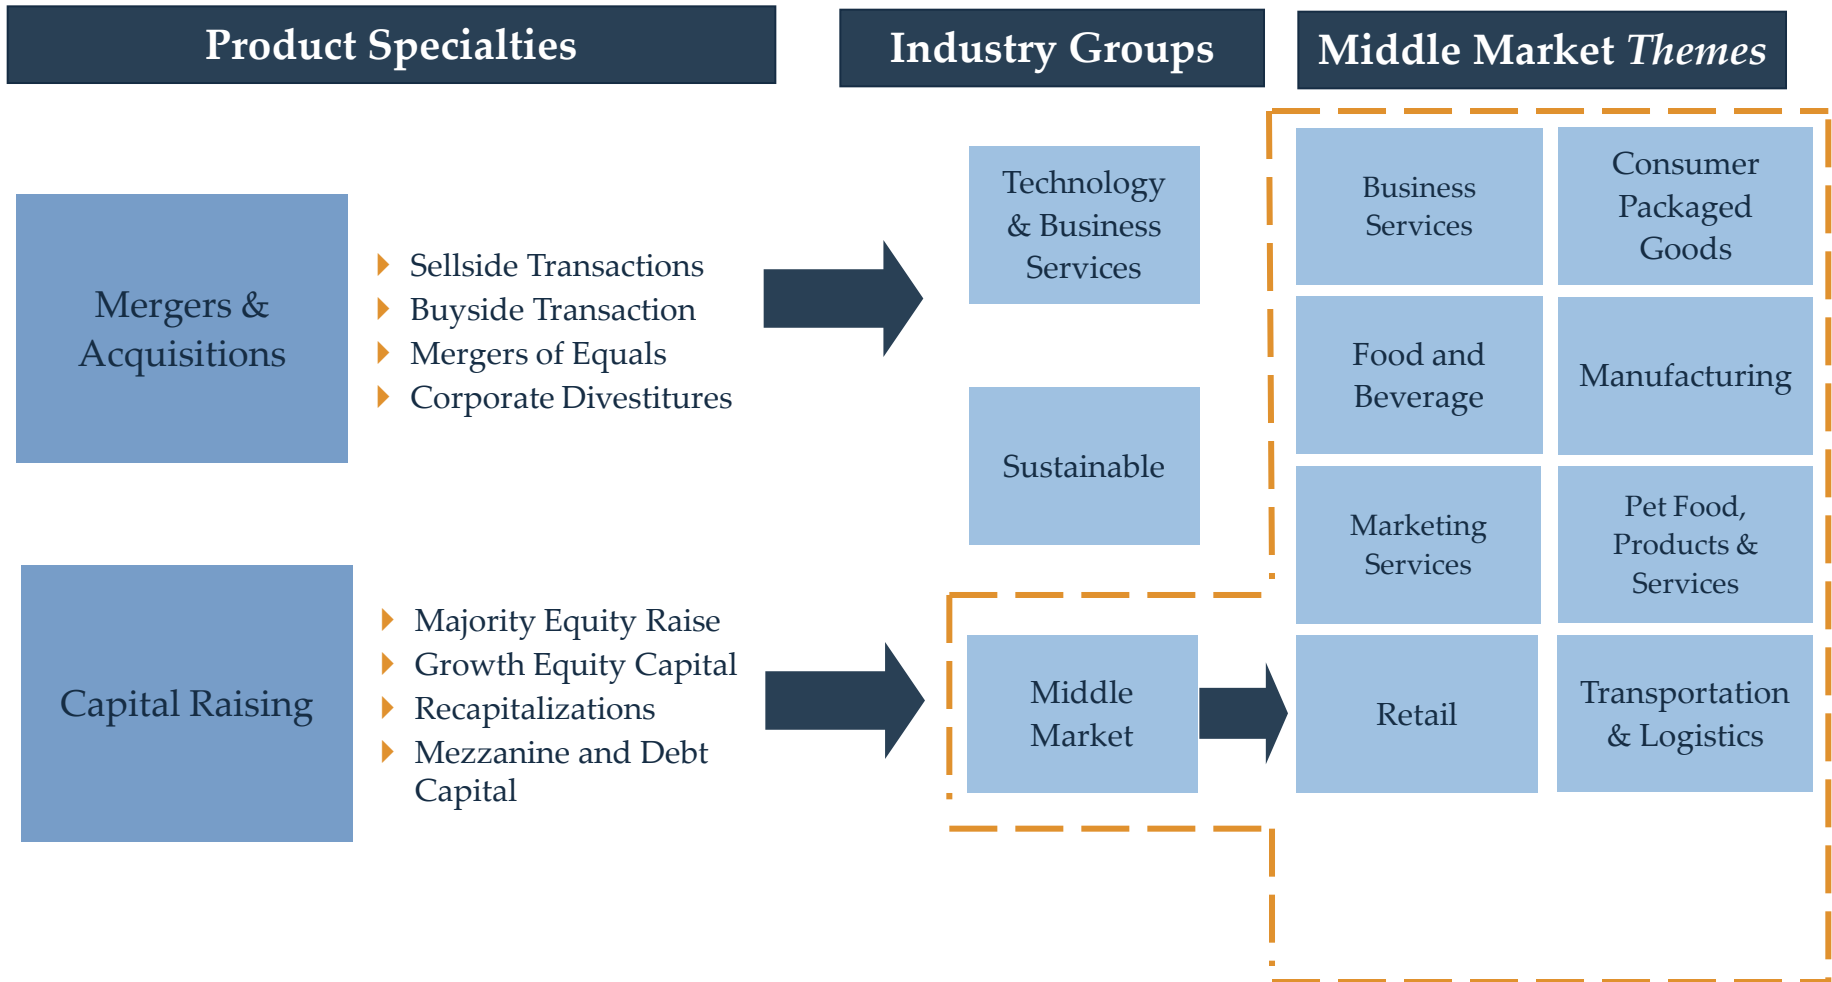 Product Specialties
Industry Groups
Middle Market Themes
Mergers &
Acquisitions
Sellside Transactions
Buyside Transaction
Mergers of Equals
Corporate Divestitures
Capital Raising
Majority Equity Raise
Growth Equity Capital
Recapitalizations
Mezzanine and Debt
Capital
Technology
& Business
Services
Sustainable
Middle
Market
Business
Services
Consumer
Packaged
Goods
Food and
Beverage
Manufacturing
Marketing
Services
Pet Food,
Products &
Services
Retail
Transportation
& Logistics